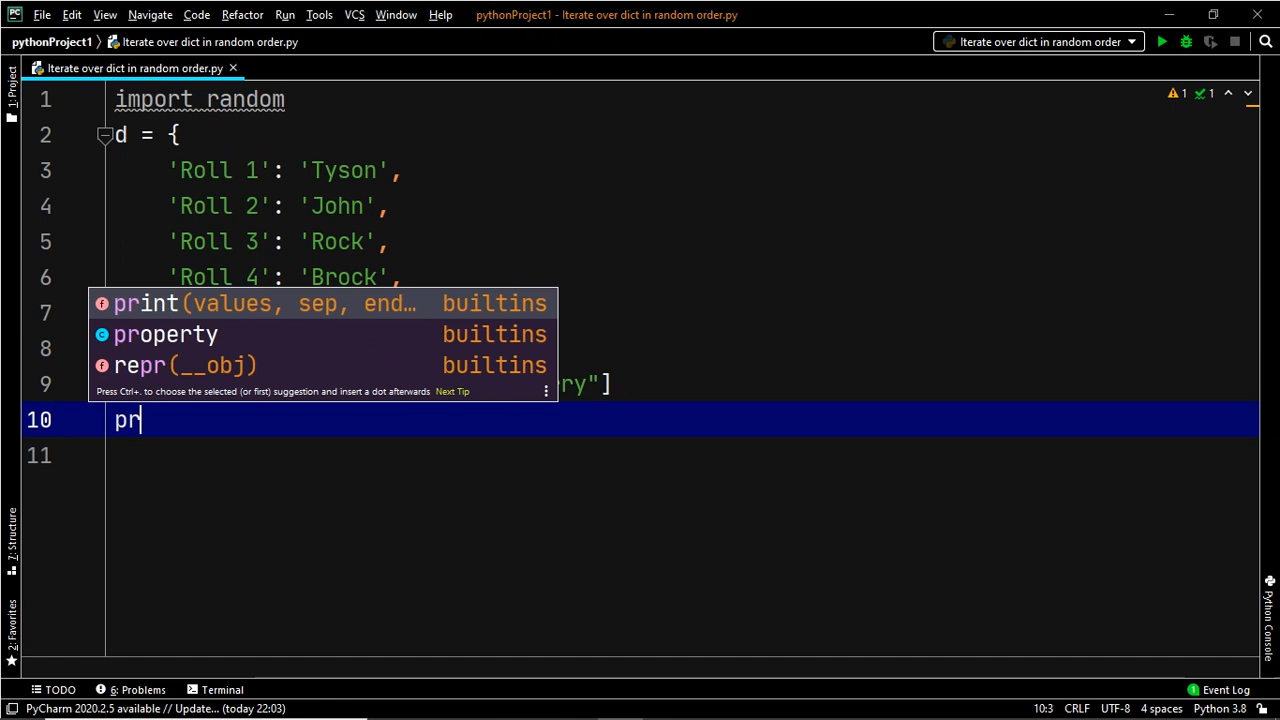 File Edit View Navigate Code Refactor Run Tools VCS Window Help pythonProject1 - Iterate over dict in random order.py
pythonProject1 Iterate over dict in random order.py Iterate over dict in random order
Iterate over dict in random order.py
1 import random 1 1
2 d = {
3 'Roll 1': 'Tyson',
4 'Roll 2': 'John',
5 'Roll 3': 'Rock',
6 'Roll 4': 'Brock',
7 print(values, sep, end… builtins
8 property builtins
repr(__obj) builtins
9 ry"]
Press Ctrl+. to choose the selected (or first) suggestion and insert a dot afterwards Next Tip
10 pr
11
1: Project
7: Structure
2: Favorites
Python Console
TODO 6: Problems Terminal 1 Event Log
PyCharm 2020.2.5 available // Update... (today 22:03) 10:3 CRLF UTF-8 4 spaces Python 3.8